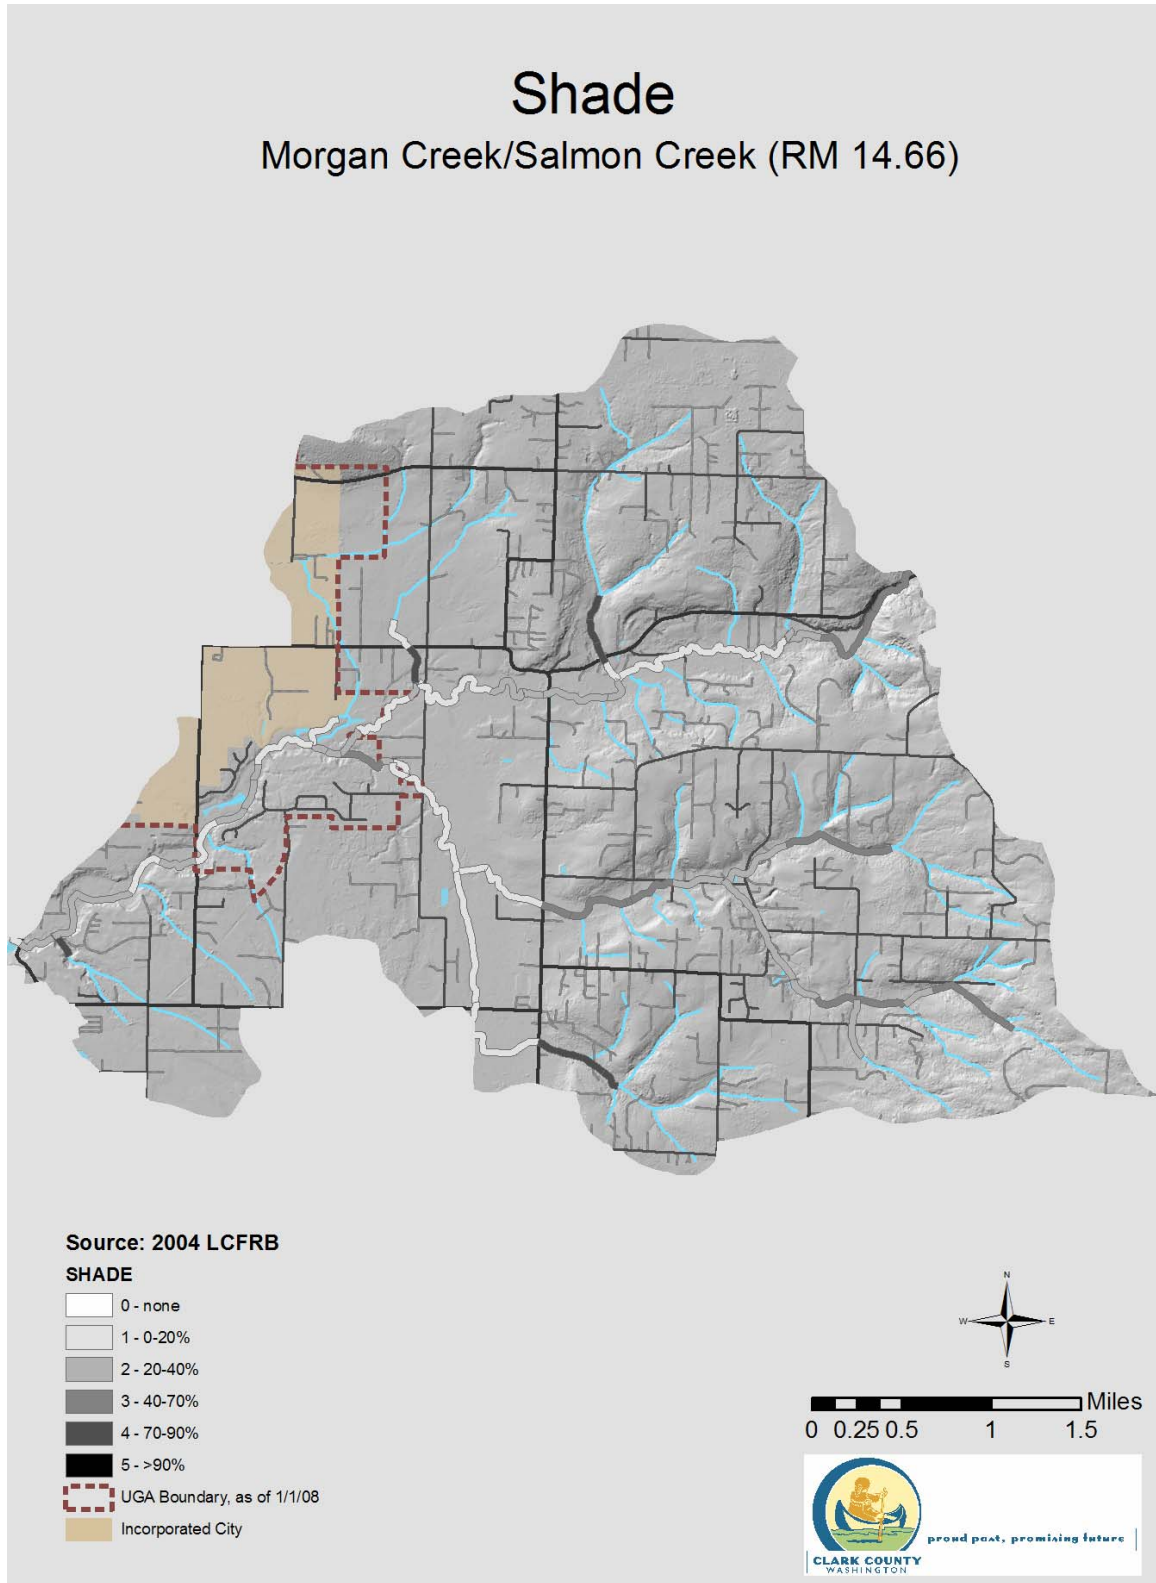 Shade
Morgan Creek/Salmon Creek (RM 14.66)
Source: 2004 LCFRB
SHADE
0 - none
1 - 0-20%
2 - 20-40%
3 - 40-70%
4 - 70-90%
5 - >90%
UGA Boundary, as of 1/1/08
Incorporated City
N
W E
S
Miles
0 0.25 0.5 1 1.5
proud past, promising future
CLARK COUNTY
WASHINGTON